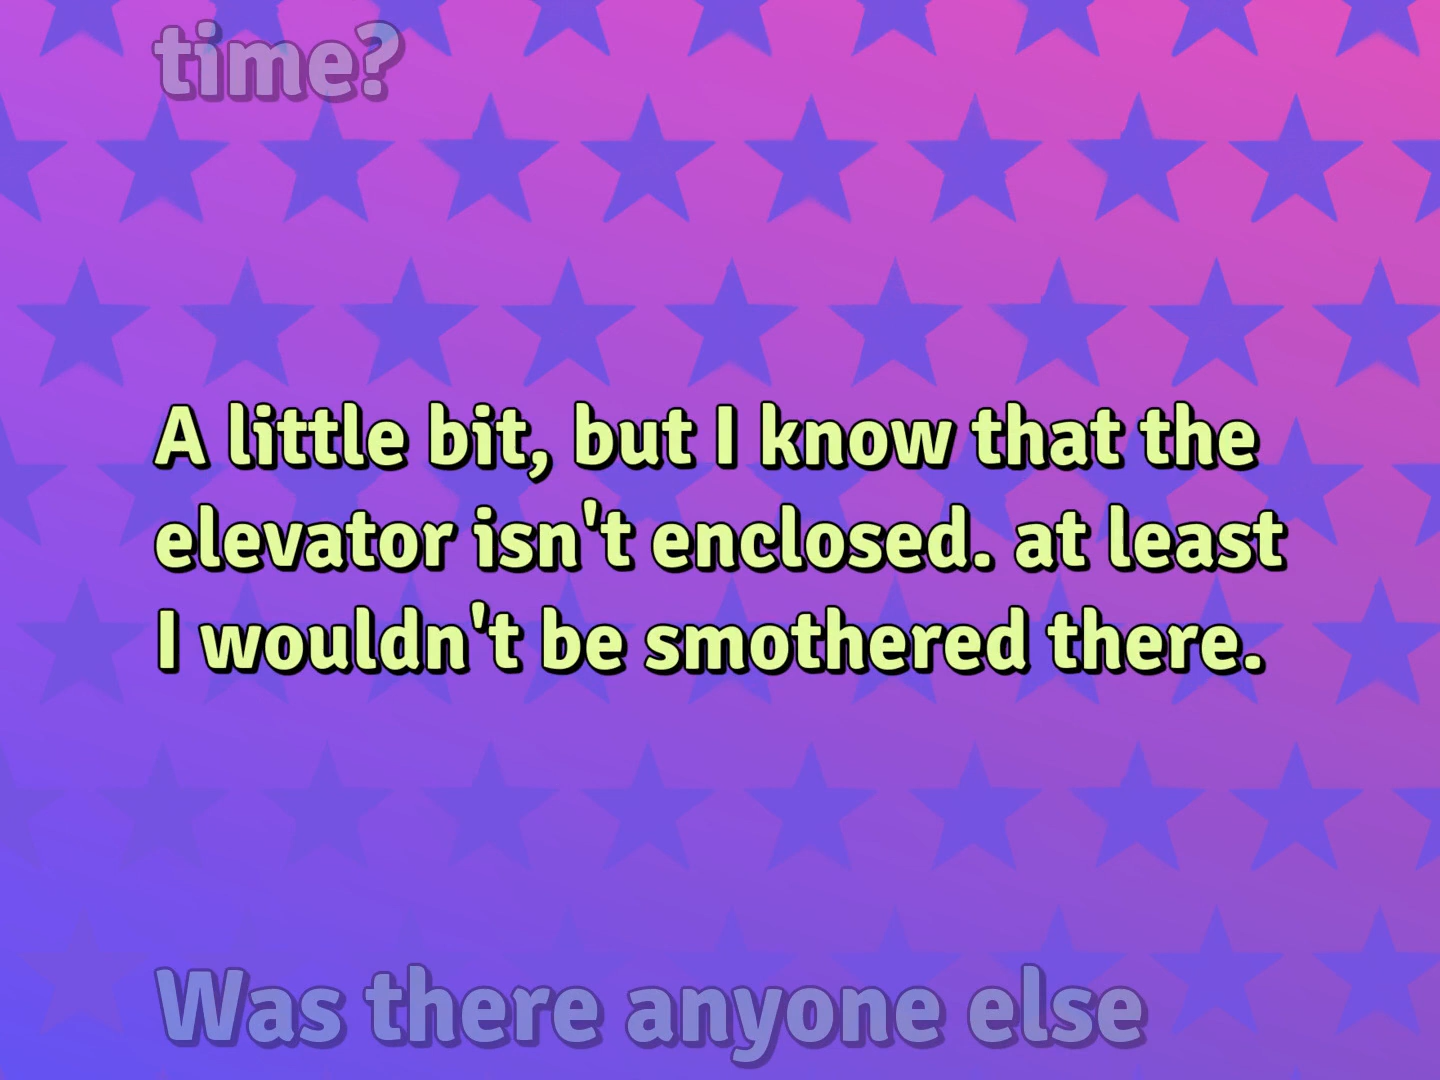 time?
A little bit, but I know that the
elevator isn't enclosed. at least
I wouldn't be smothered there.
Was there anyone else